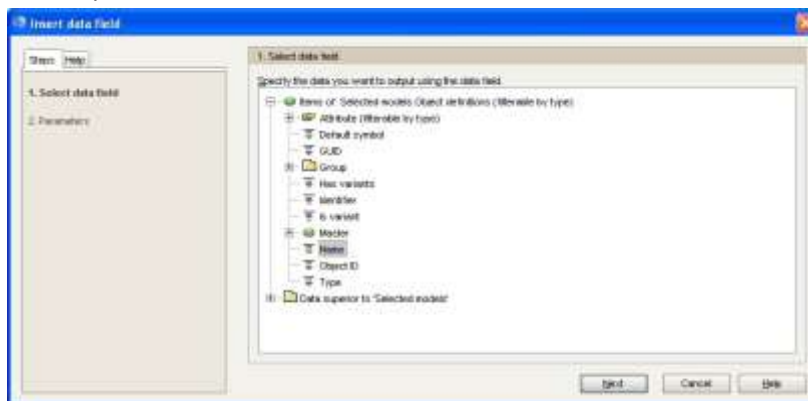 Insert data field
Steps Help
1. Select data field
2. Parameters
1. Select data field
Specify the data you want to output using the data field.
Items of 'Selected models Object definitions (filterable by type)
Attribute (filterable by type)
Default symbol
GUID
Group
Has variants
Identifier
Is variant
Master
Name
Object ID
Type
Data superior to 'Selected models'
Next Cancel Help